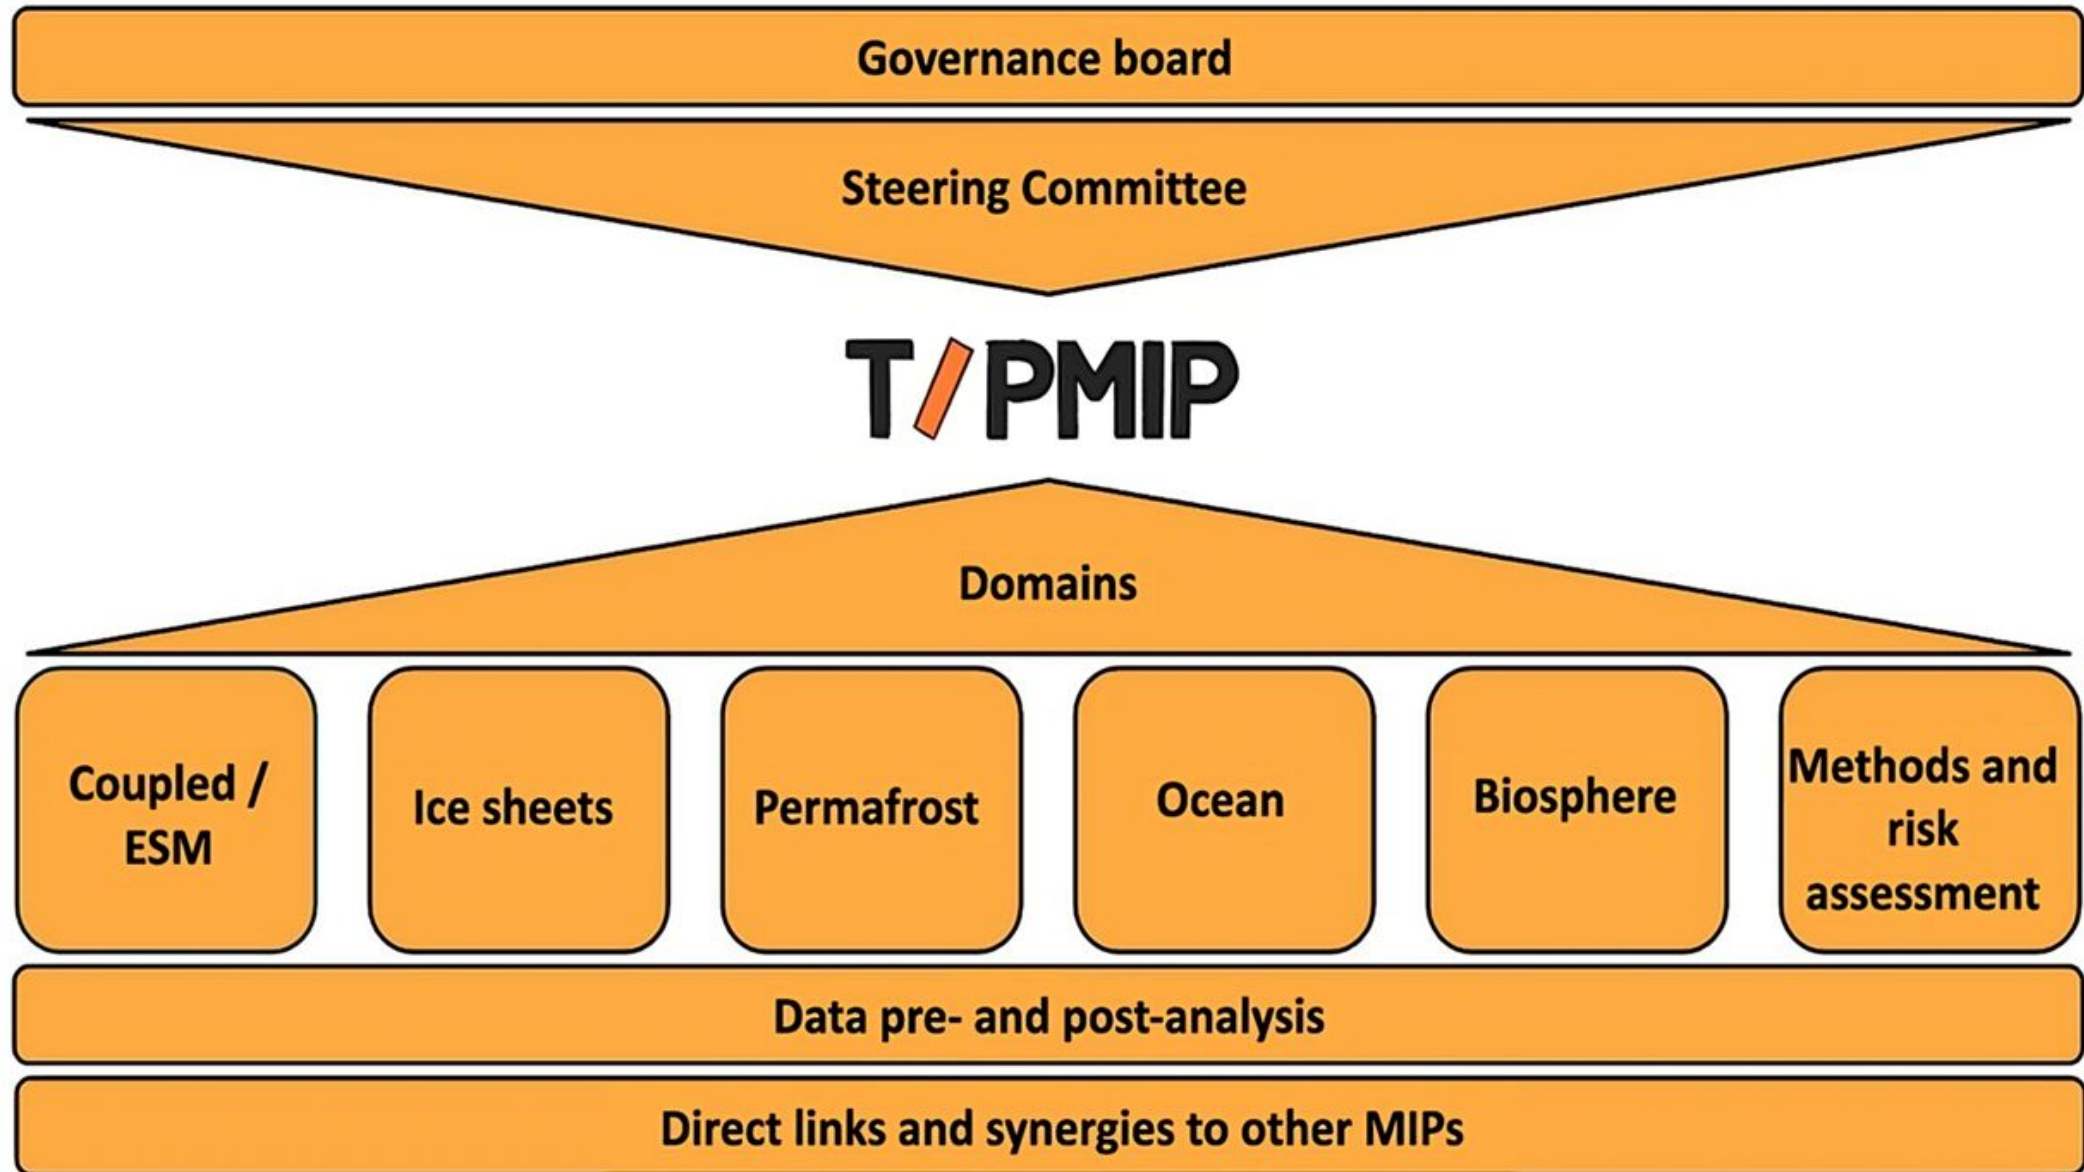 Governance board
Steering Committee
T/PMIP
Domains
Coupled /
ESM
Ice sheets
Permafrost
Ocean
Biosphere
Methods and
risk
assessment
Data pre- and post-analysis
Direct links and synergies to other MIPs